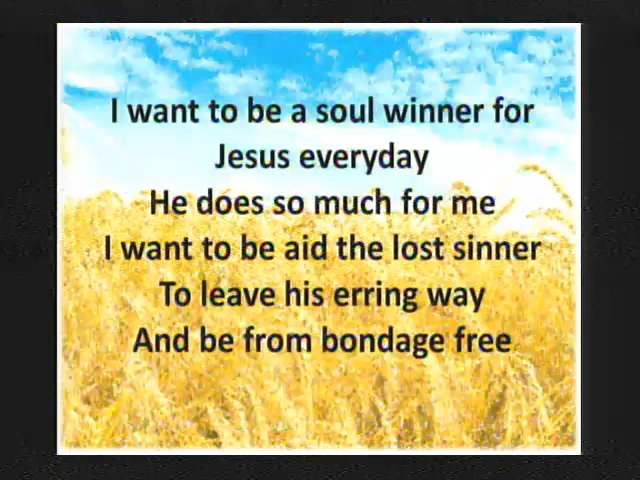 I want to be a soul winner for
Jesus everyday
He does so much for me
I want to be aid the lost sinner
To leave his erring way
And be from bondage free